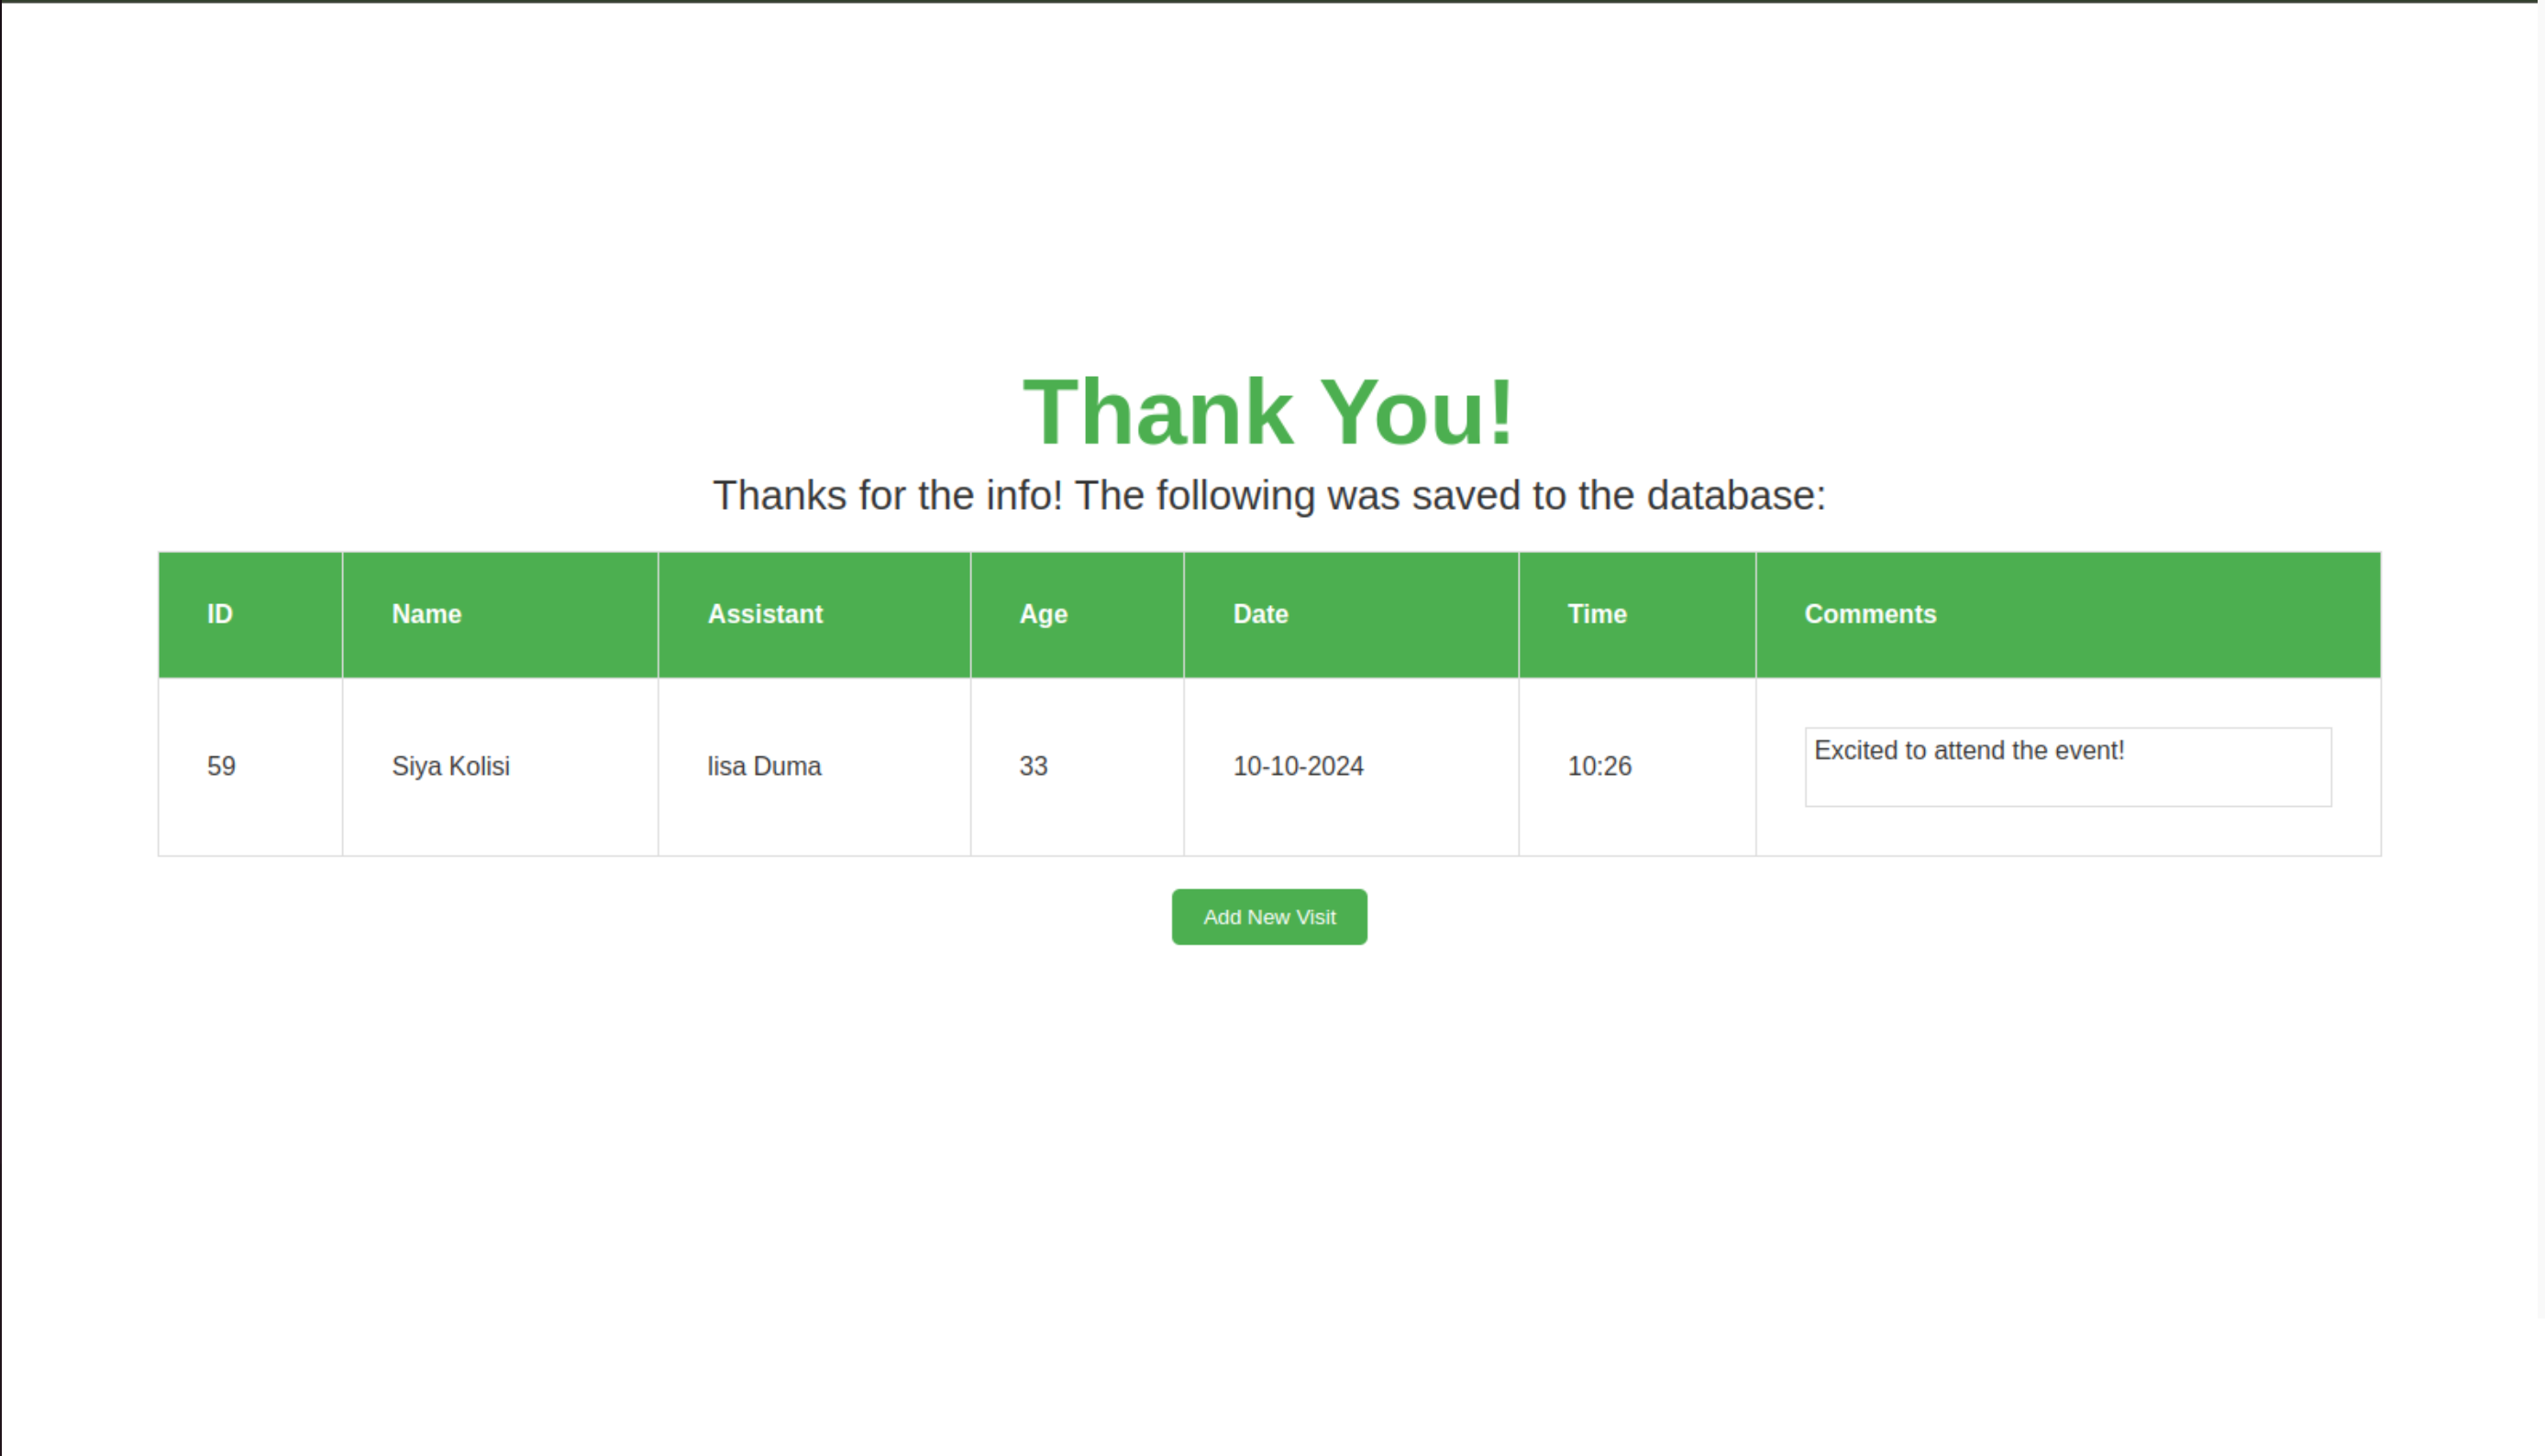 Thank You!
Thanks for the info! The following was saved to the database:
ID Name Assistant Age Date Time Comments
59 Siya Kolisi lisa Duma 33 10-10-2024 10:26 Excited to attend the event!
Add New Visit